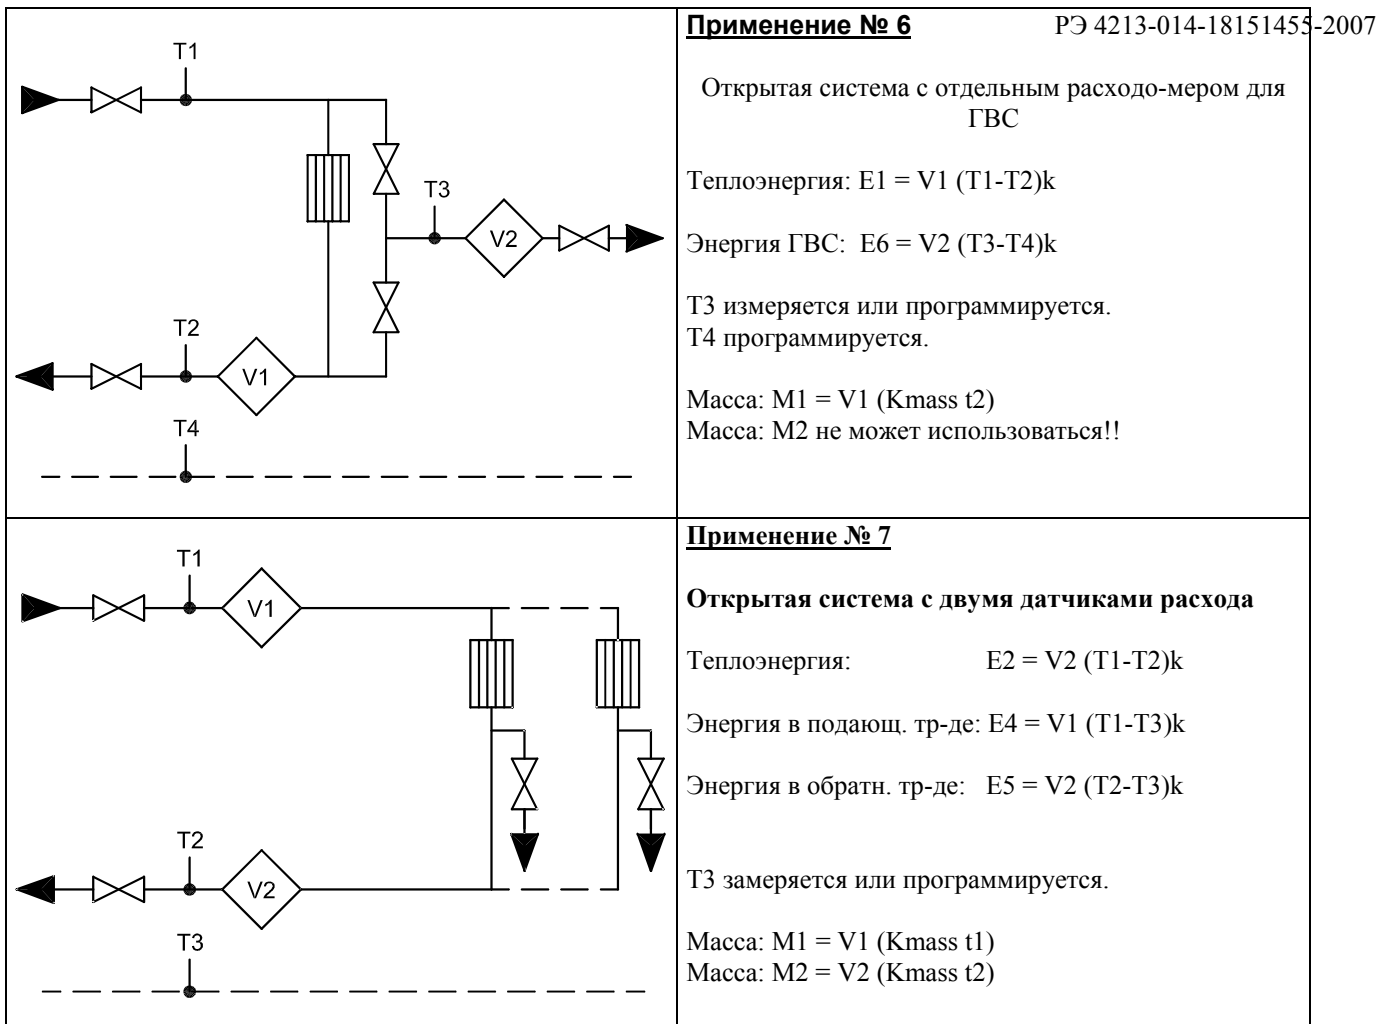 Применение № 6 РЭ 4213-014-18151455-2007
T1
Открытая система с отдельным расходо-мером для
ГВС
Теплоэнергия: E1 = V1 (T1-T2)k
T3
V2
Энергия ГВС: E6 = V2 (T3-T4)k
T3 измеряется или программируется.
T4 программируется.
T2
V1
Масса: M1 = V1 (Kmass t2)
Масса: M2 не может использоваться!!
T4
Применение № 7
T1
V1
Открытая система с двумя датчиками расхода
Теплоэнергия: E2 = V2 (T1-T2)k
Энергия в подающ. тр-де: E4 = V1 (T1-T3)k
Энергия в обратн. тр-де: E5 = V2 (T2-T3)k
T2
V2
T3 замеряется или программируется.
T3
Масса: M1 = V1 (Kmass t1)
Масса: M2 = V2 (Kmass t2)